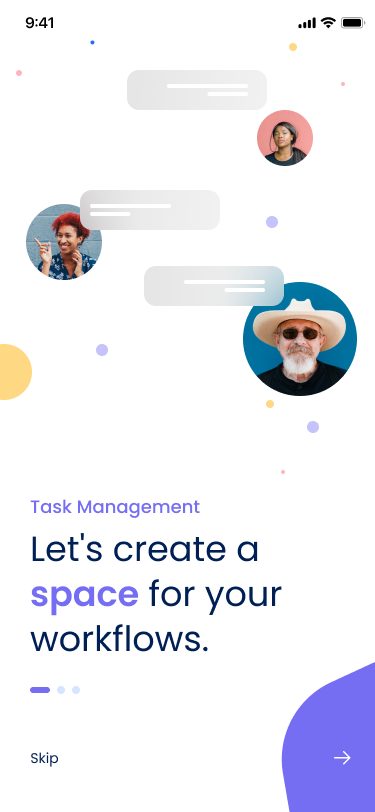 9:41
Task Management
Let's create a
space for your
workflows.
Skip